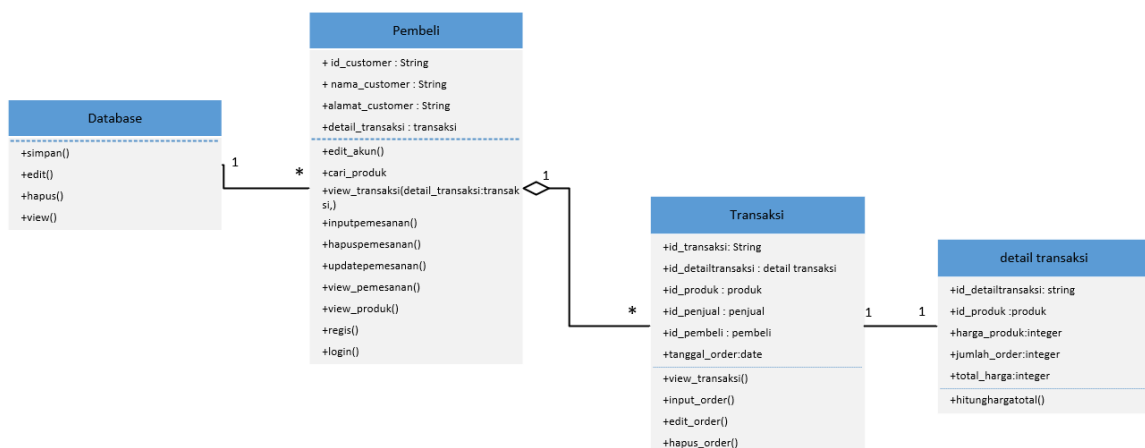 Database
+simpan()
+edit()
+hapus()
+view()
1
*
Pembeli
+ id_customer : String
+ nama_customer : String
+alamat_customer : String
+detail_transaksi : transaksi
+edit_akun()
+cari_produk
+view_transaksi(detail_transaksi:transak
si,)
+inputpemesanan()
+hapuspemesanan()
+updatepemesanan()
+view_pemesanan()
+view_produk()
+regis()
+login()
1
*
Transaksi
+id_transaksi: String
+id_detailtransaksi : detail transaksi
+id_produk : produk
+id_penjual : penjual
+id_pembeli : pembeli
+tanggal_order:date
+view_transaksi()
+input_order()
+edit_order()
+hapus_order()
1
1
detail transaksi
+id_detailtransaksi: string
+id_produk :produk
+harga_produk:integer
+jumlah_order:integer
+total_harga:integer
+hitunghargatotal()